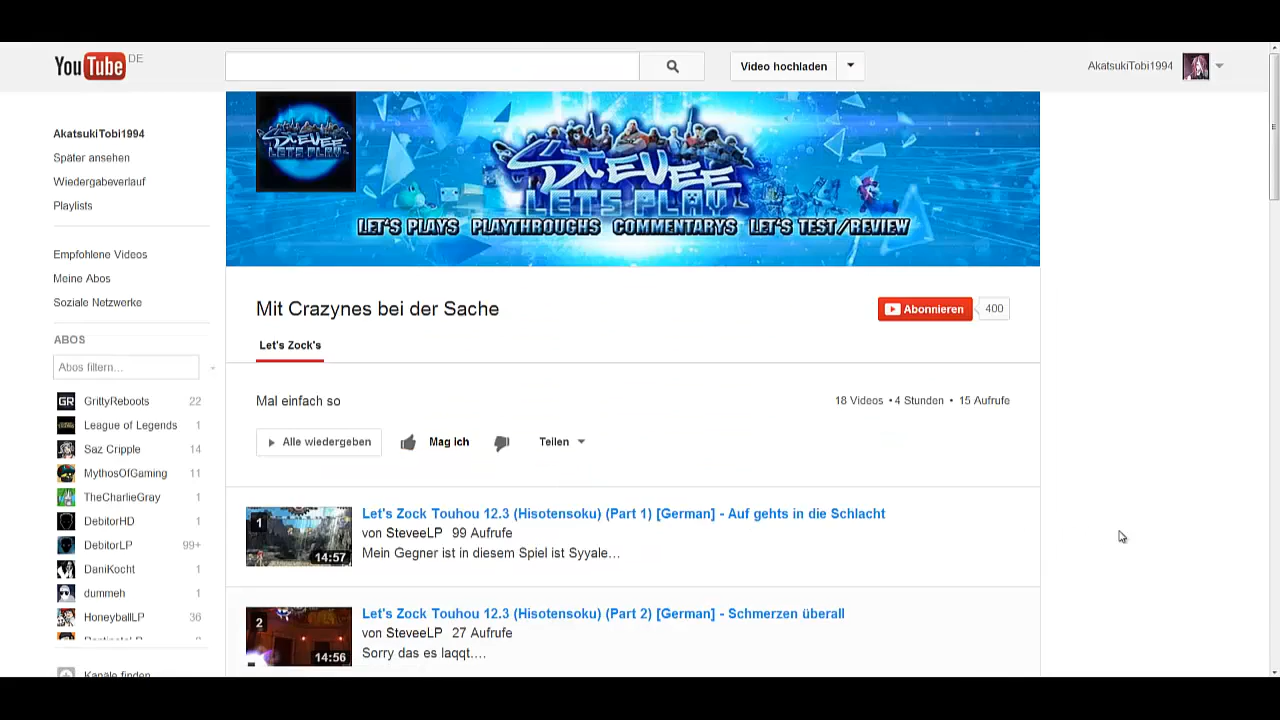 YouTube DE
Video hochladen
AkatsukiTobi1994
AkatsukiTobi1994
Später ansehen
Wiedergabeverlauf
Playlists
Empfohlene Videos
Meine Abos
Soziale Netzwerke
ABOS
Abos filtern...
GrittyReboots 22
League of Legends 1
Saz Cripple 14
MythosOfGaming 11
TheCharlieGray 1
DebitorHD 1
DebitorLP 99+
DaniKocht 1
dummeh 1
HoneyballLP 36
Kanäle finden
STEVEE
LETS PLAY
STEVEE
LETS PLAY
LET'S PLAYS PLAYTHROUGHS COMMENTARYS LET'S TEST/REVIEW
Mit Crazynes bei der Sache
Abonnieren 400
Let's Zock's
Mal einfach so
18 Videos • 4 Stunden • 15 Aufrufe
Alle wiedergeben
Mag ich
Teilen
1
14:57
Let's Zock Touhou 12.3 (Hisotensoku) (Part 1) [German] - Auf gehts in die Schlacht
von SteveeLP 99 Aufrufe
Mein Gegner ist in diesem Spiel ist Syyale...
2
14:56
Let's Zock Touhou 12.3 (Hisotensoku) (Part 2) [German] - Schmerzen überall
von SteveeLP 27 Aufrufe
Sorry das es laqqt....